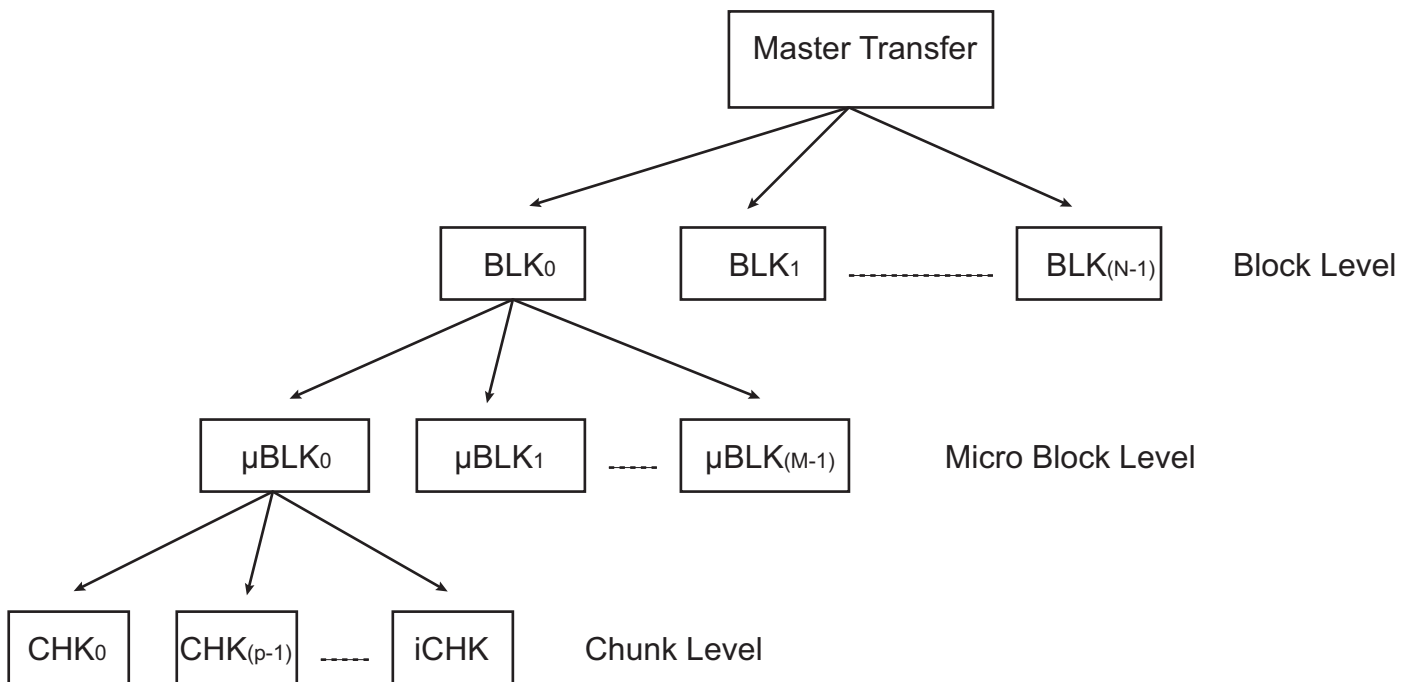 Master Transfer
BLK0 BLK1 BLK(N-1) Block Level
µBLK0 µBLK1 µBLK(M-1) Micro Block Level
CHK0 CHK(p-1) iCHK Chunk Level